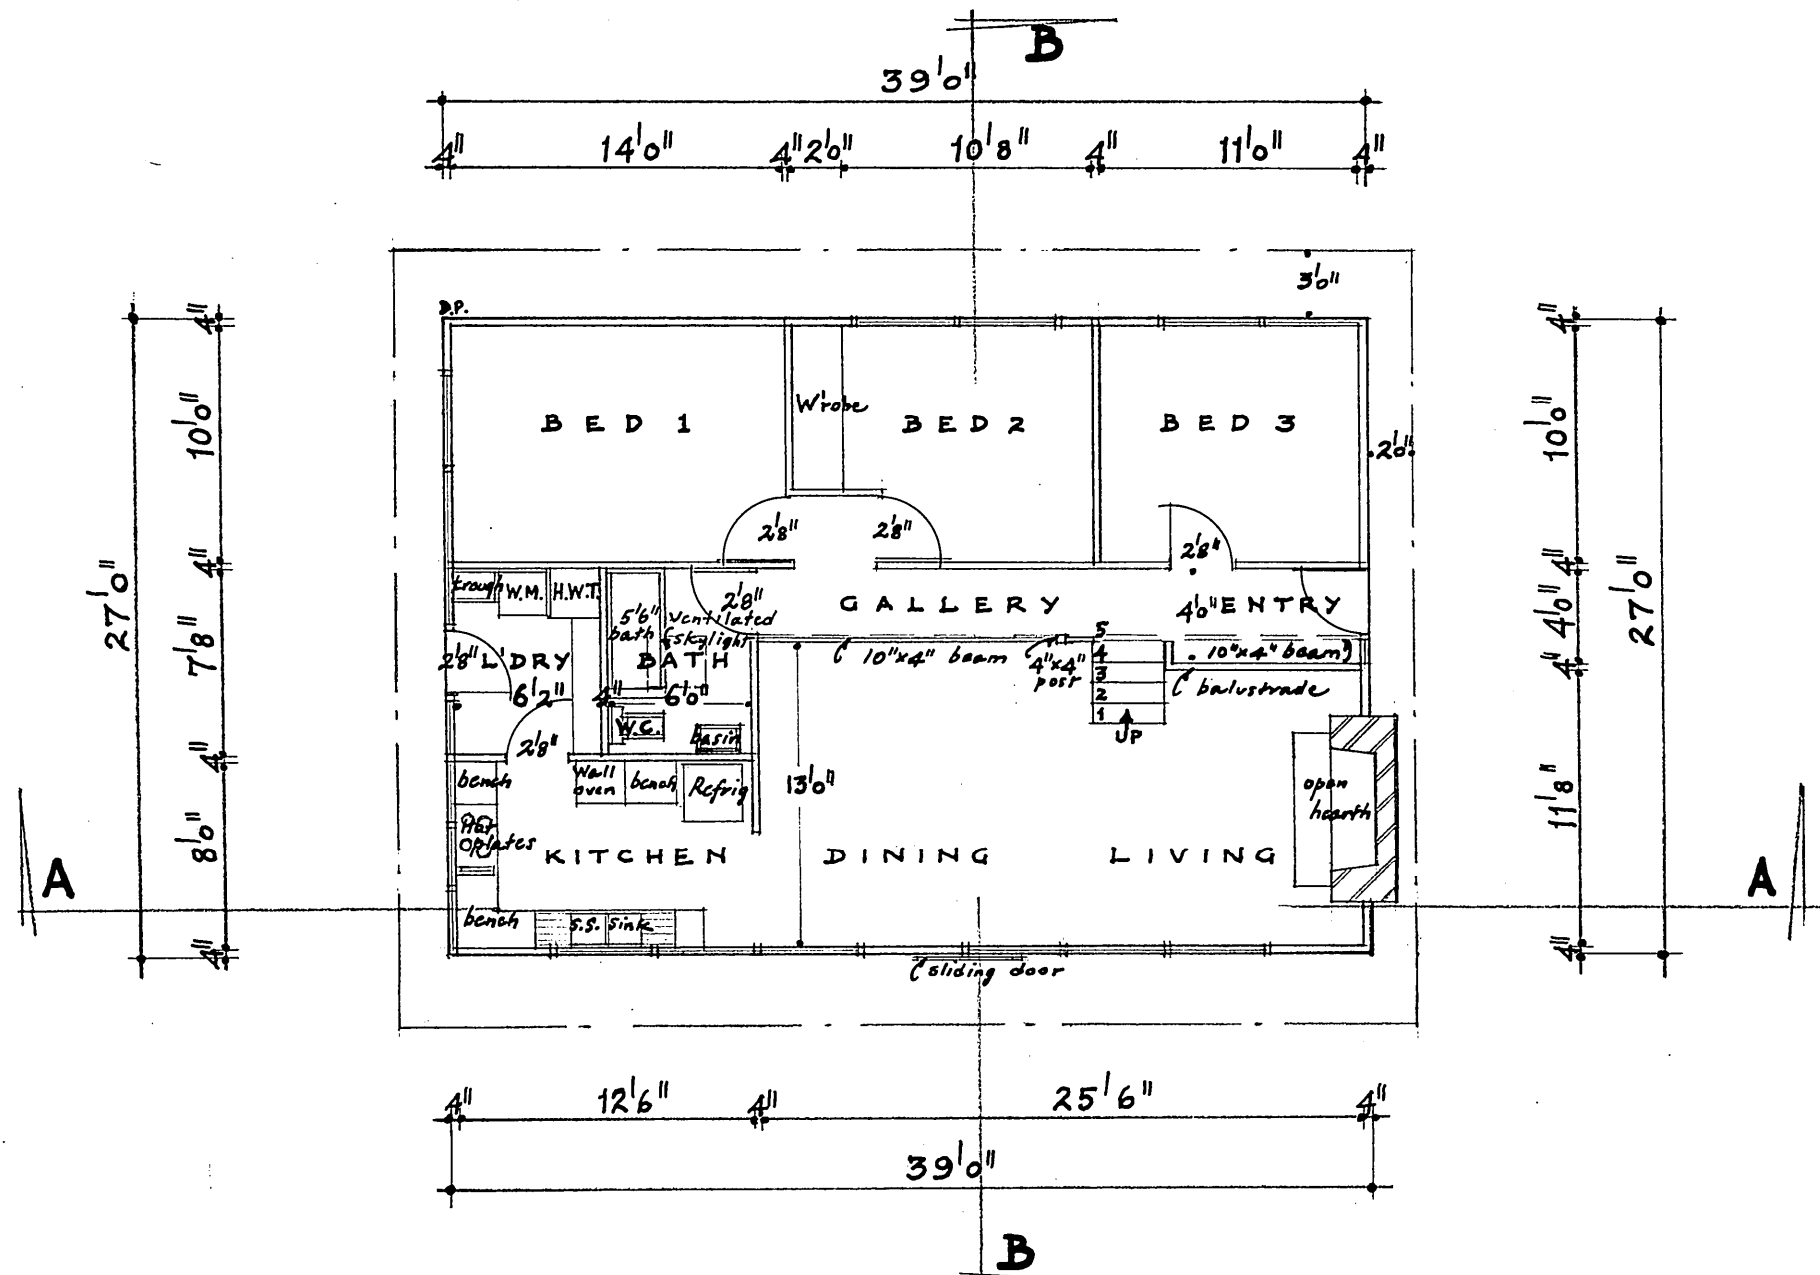 B
39'0"
4" 14'0" 4" 2'0" 10'8" 4" 11'0" 4"
3'0"
D.P.
27'0"
4" 10'0" 4" 7'8" 4" 8'0" 4"
BED 1
W'robe
BED 2
BED 3
2'0"
4" 10'0" 4" 4'0" 4" 11'8" 4"
27'0"
2'8"
2'8"
2'8"
trough W.M. H.W.T.
5'6"
bath
2'8"
ventilated
skylight
GALLERY
4'0" ENTRY
2'8" L'DRY
BATH
10"x4" beam
4"x4"
post
5
4
3
2
1
UP
10"x4" beam
balustrade
6'2" 4" 6'0"
W.C.
basin
2'8"
bench
wall
oven
bench
Refrig
13'0"
open
hearth
Hot
plates
KITCHEN
DINING
LIVING
A
A
bench
S.S. sink
sliding door
4" 12'6" 4" 25'6" 4"
39'0"
B